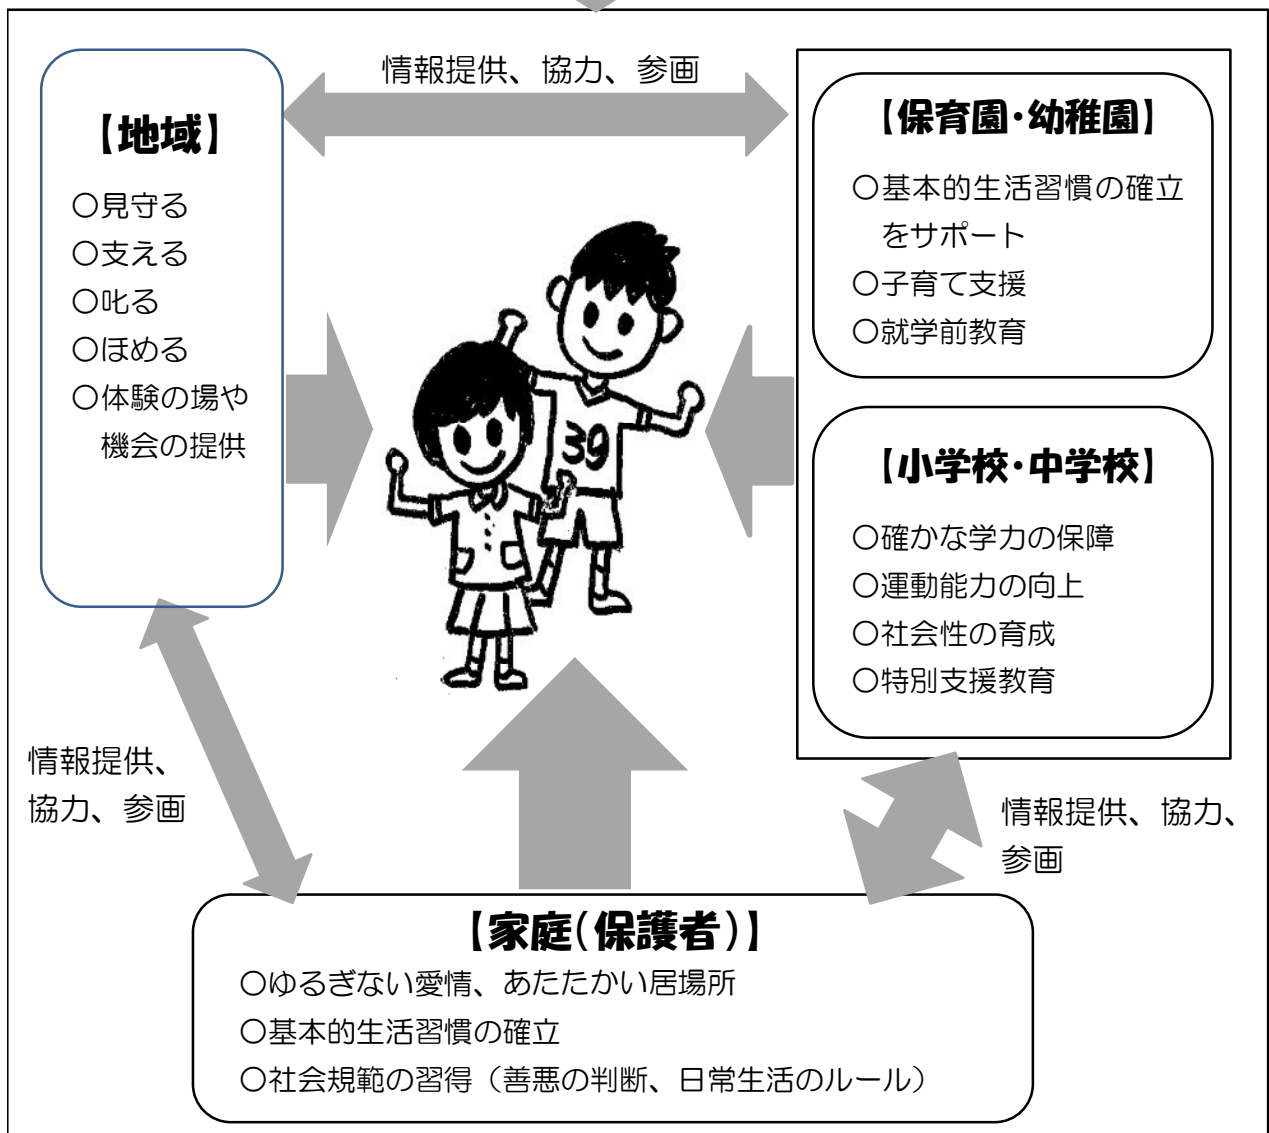 情報提供、協力、参画
【地域】
○見守る
○支える
○叱る
○ほめる
○体験の場や
機会の提供
【保育園・幼稚園】
○基本的生活習慣の確立
をサポート
○子育て支援
○就学前教育
39
【小学校・中学校】
○確かな学力の保障
○運動能力の向上
○社会性の育成
○特別支援教育
情報提供、
協力、参画
情報提供、協力、
参画
【家庭(保護者)】
○ゆるぎない愛情、あたたかい居場所
○基本的生活習慣の確立
○社会規範の習得（善悪の判断、日常生活のルール）